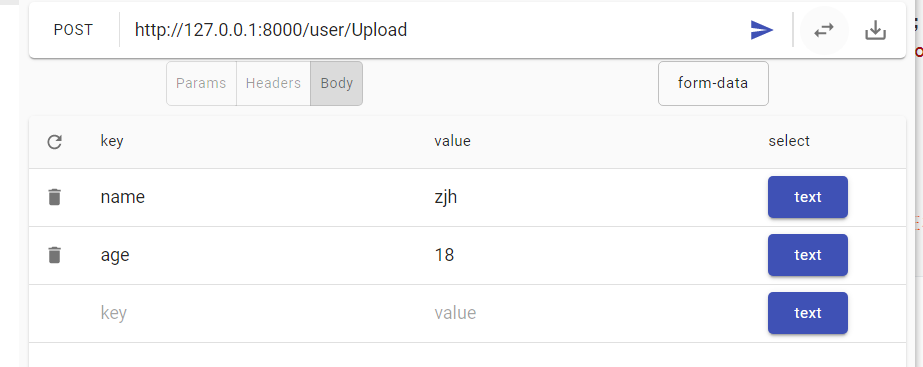 POST http://127.0.0.1:8000/user/Upload
Params Headers Body form-data
key value select
name zjh text
age 18 text
key value text